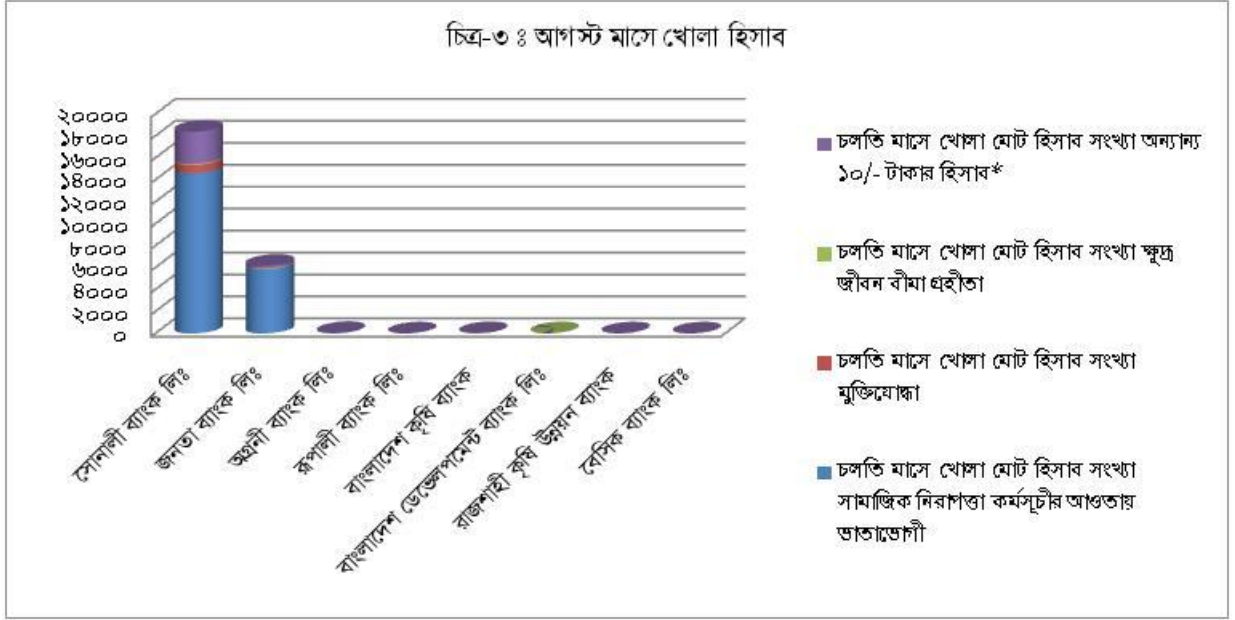 চিত্র-৩ ঃ আগস্ট মাসে খোলা হিসাব
২০০০০
১৮০০০
১৬০০০
১৪০০০
১২০০০
১০০০০
৮০০০
৬০০০
৪০০০
২০০০
০
সোনালী ব্যাংক লিঃ
জনতা ব্যাংক লিঃ
অগ্রনী ব্যাংক লিঃ
রূপালী ব্যাংক লিঃ
বাংলাদেশ কৃষি ব্যাংক
বাংলাদেশ ডেভেলপমেন্ট ব্যাংক লিঃ
রাজশাহী কৃষি উন্নয়ন ব্যাংক
বেসিক ব্যাংক লিঃ
চলতি মাসে খোলা মোট হিসাব সংখ্যা অন্যান্য
১০/- টাকার হিসাব*
চলতি মাসে খোলা মোট হিসাব সংখ্যা ক্ষুদ্র
জীবন বীমা গ্রহীতা
চলতি মাসে খোলা মোট হিসাব সংখ্যা
মুক্তিযোদ্ধা
চলতি মাসে খোলা মোট হিসাব সংখ্যা
সামাজিক নিরাপত্তা কর্মসূচীর আওতায়
ভাতাভোগী